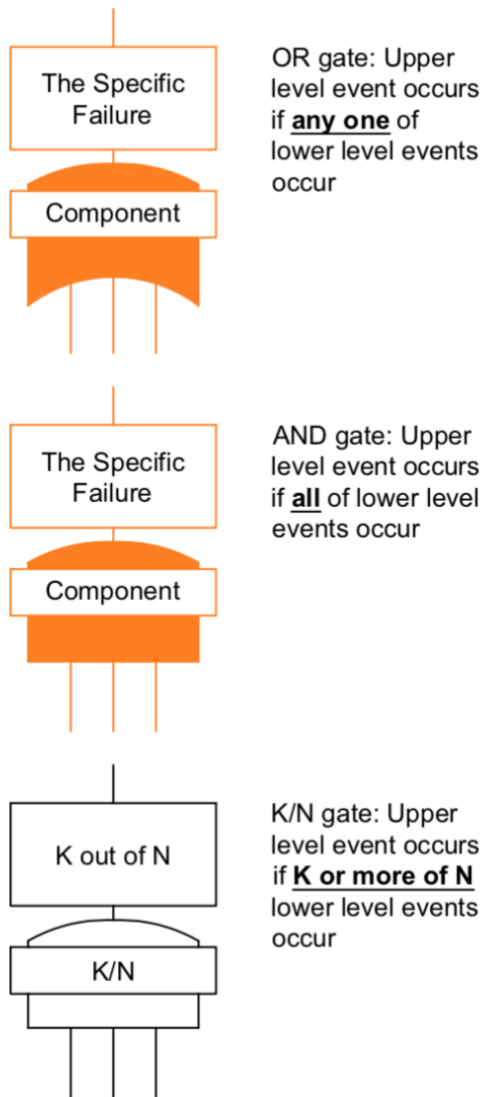 The Specific
Failure
Component
OR gate: Upper
level event occurs
if any one of
lower level events
occur
The Specific
Failure
Component
AND gate: Upper
level event occurs
if all of lower level
events occur
K out of N
K/N
K/N gate: Upper
level event occurs
if K or more of N
lower level events
occur